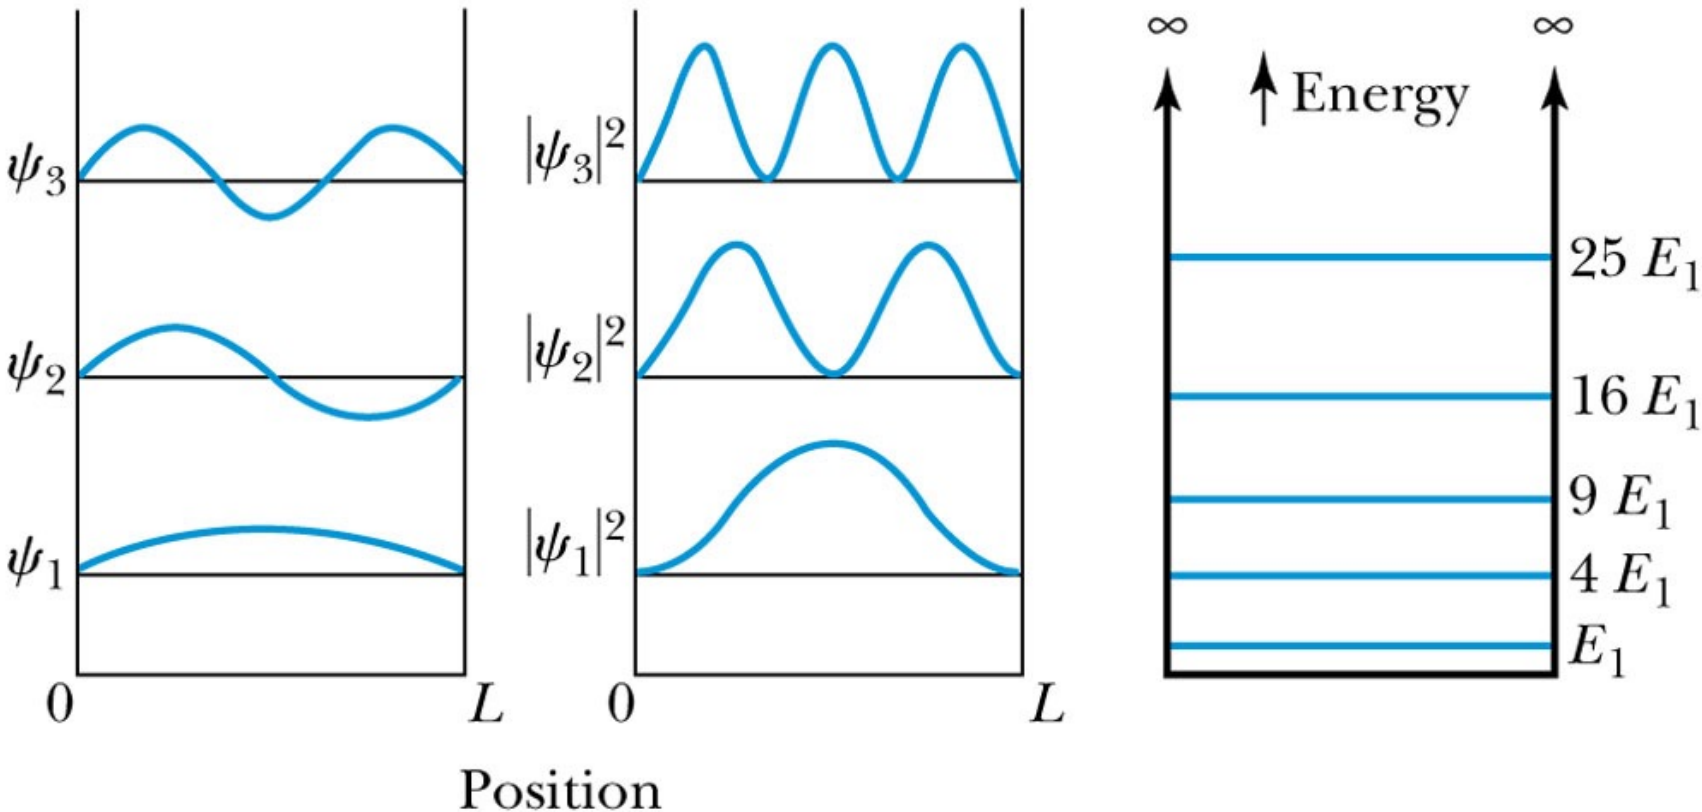 ψ₃
ψ₂
ψ₁
0
L
|ψ₃|²
|ψ₂|²
|ψ₁|²
0
L
Position
∞
∞
Energy
25 E₁
16 E₁
9 E₁
4 E₁
E₁